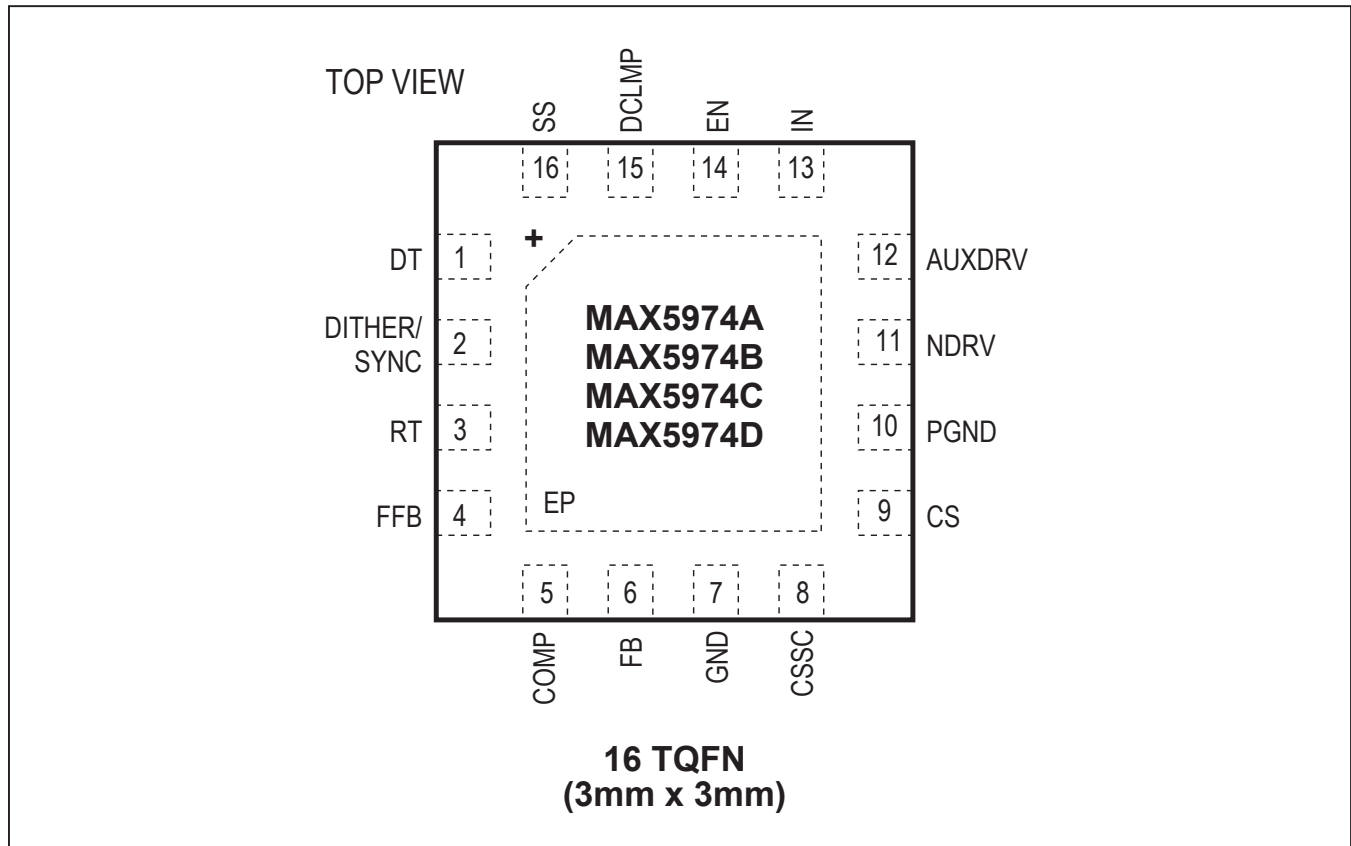 TOP VIEW
SS
DCLMP
EN
IN
16
15
14
13
+
DT
1
12
AUXDRV
DITHER/
SYNC
2
11
NDRV
RT
3
10
PGND
FFB
4
9
CS
MAX5974A
MAX5974B
MAX5974C
MAX5974D
EP
5
6
7
8
COMP
FB
GND
CSSC
16 TQFN
(3mm x 3mm)